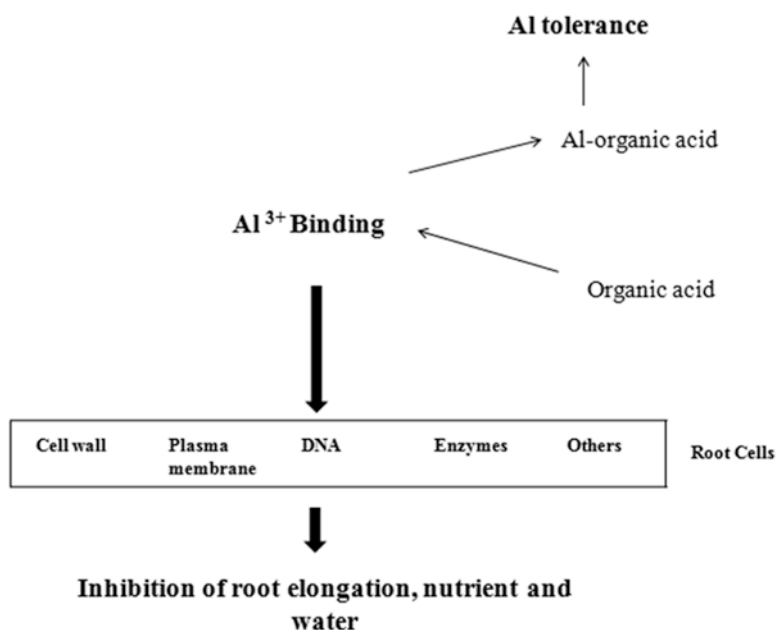 Al tolerance
Al-organic acid
Al 3+ Binding
Organic acid
Cell wall
Plasma
membrane
DNA
Enzymes
Others
Root Cells
Inhibition of root elongation, nutrient and
water